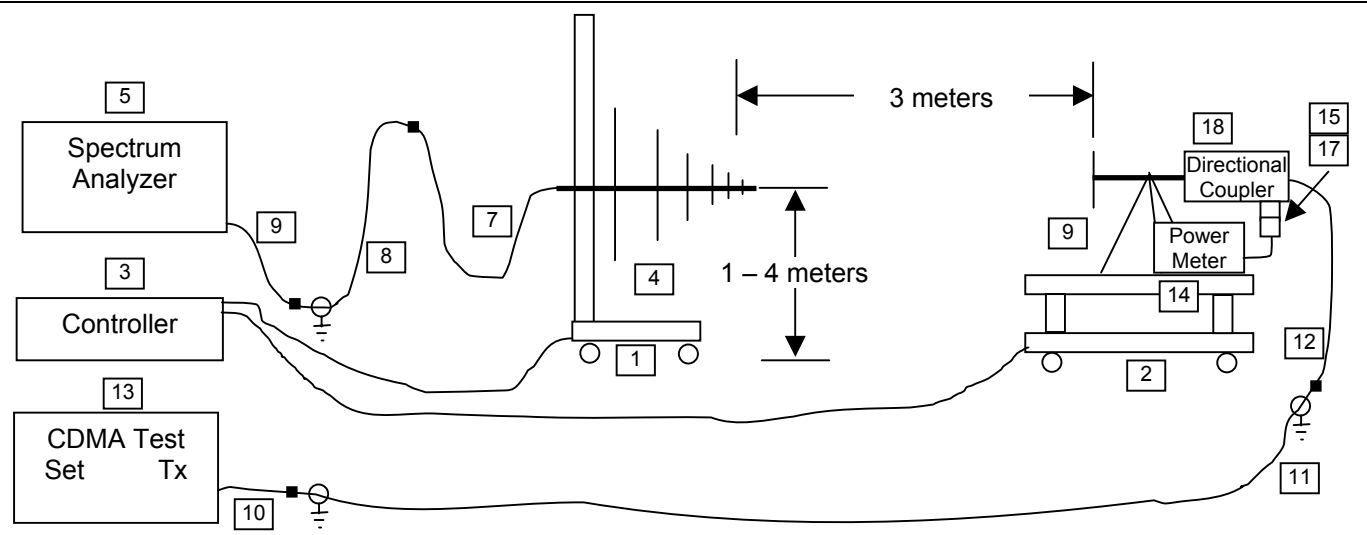 5
Spectrum
Analyzer
9
8
7
3
Controller
13
CDMA Test
Set Tx
10
4
1
3 meters
1 – 4 meters
18
15
17
Directional
Coupler
9
Power
Meter
14
2
12
11